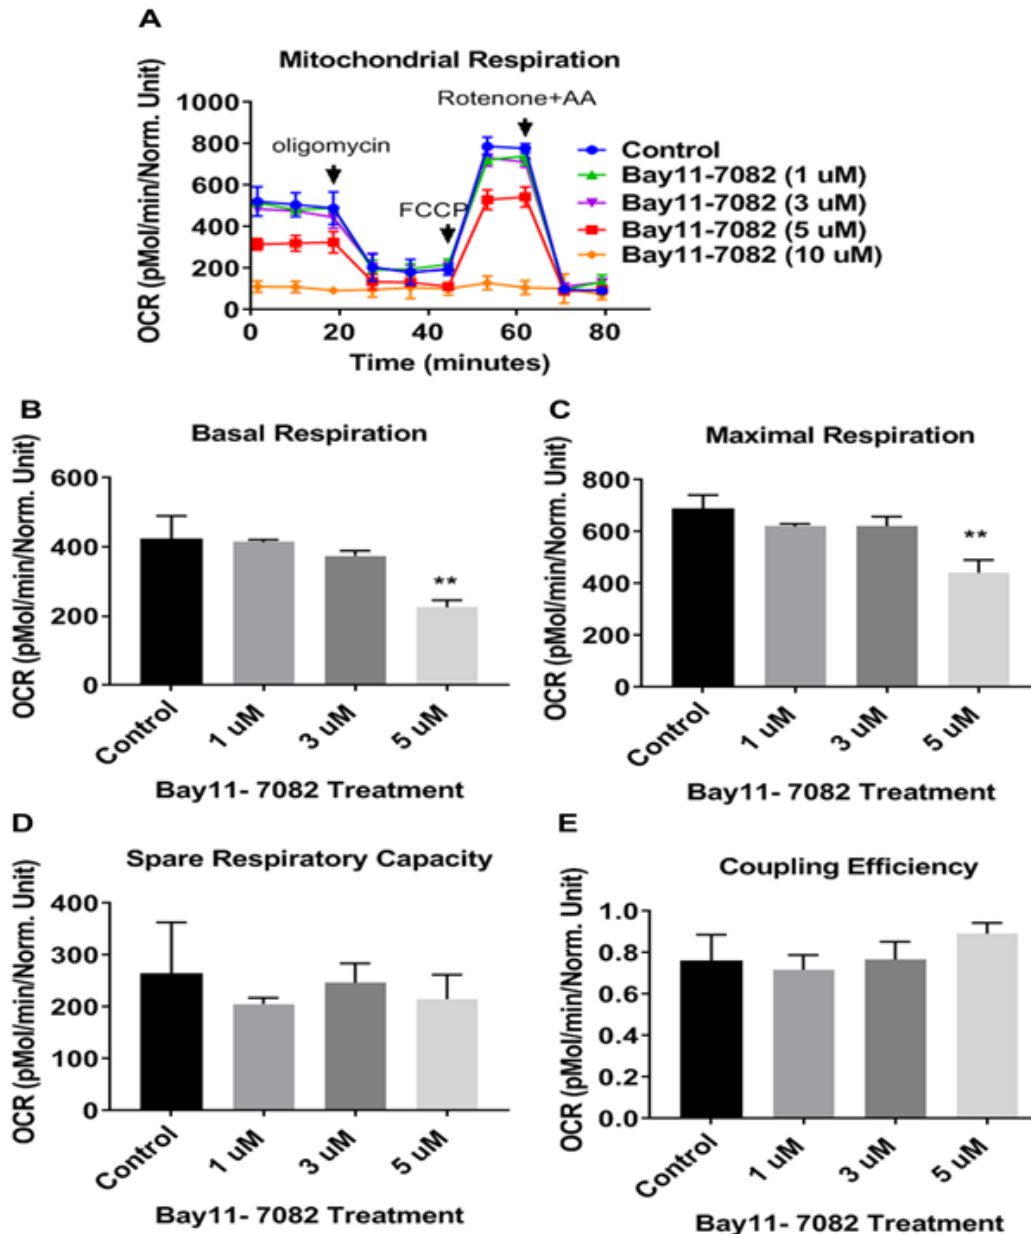 A
Mitochondrial Respiration
OCR (pMol/min/Norm. Unit)
1000
800
600
400
200
0
oligomycin
FCCP
Rotenone+AA
Control
Bay11-7082 (1 uM)
Bay11-7082 (3 uM)
Bay11-7082 (5 uM)
Bay11-7082 (10 uM)
0 20 40 60 80
Time (minutes)
B
Basal Respiration
OCR (pMol/min/Norm. Unit)
600
400
200
0
**
Control 1 uM 3 uM 5 uM
Bay11- 7082 Treatment
C
Maximal Respiration
OCR (pMol/min/Norm. Unit)
800
600
400
200
0
**
Control 1 uM 3 uM 5 uM
Bay11- 7082 Treatment
D
Spare Respiratory Capacity
OCR (pMol/min/Norm. Unit)
400
300
200
100
0
Control 1 uM 3 uM 5 uM
Bay11- 7082 Treatment
E
Coupling Efficiency
OCR (pMol/min/Norm. Unit)
1.0
0.8
0.6
0.4
0.2
0.0
Control 1 uM 3 uM 5 uM
Bay11- 7082 Treatment